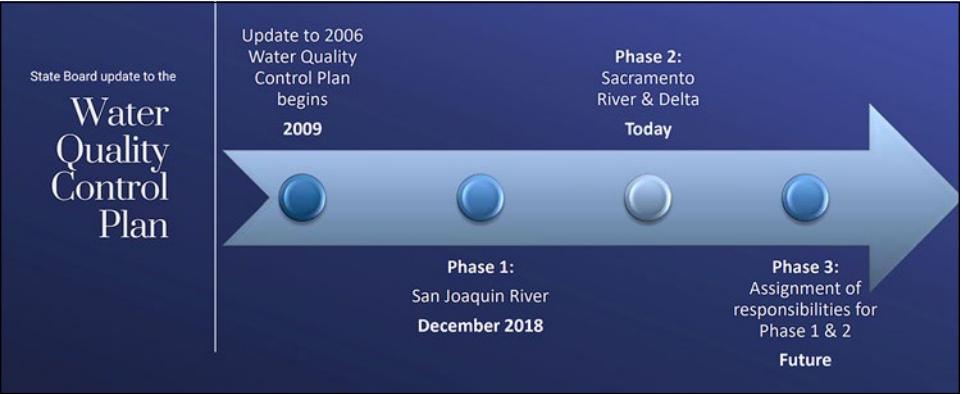 State Board update to the
Water
Quality
Control
Plan
Update to 2006
Water Quality
Control Plan
begins
2009
Phase 1:
San Joaquin River
December 2018
Phase 2:
Sacramento
River & Delta
Today
Phase 3:
Assignment of
responsibilities for
Phase 1 & 2
Future